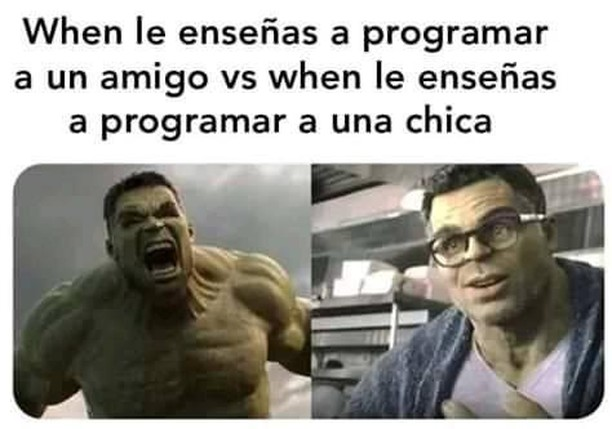 When le enseñas a programar
a un amigo vs when le enseñas
a programar a una chica